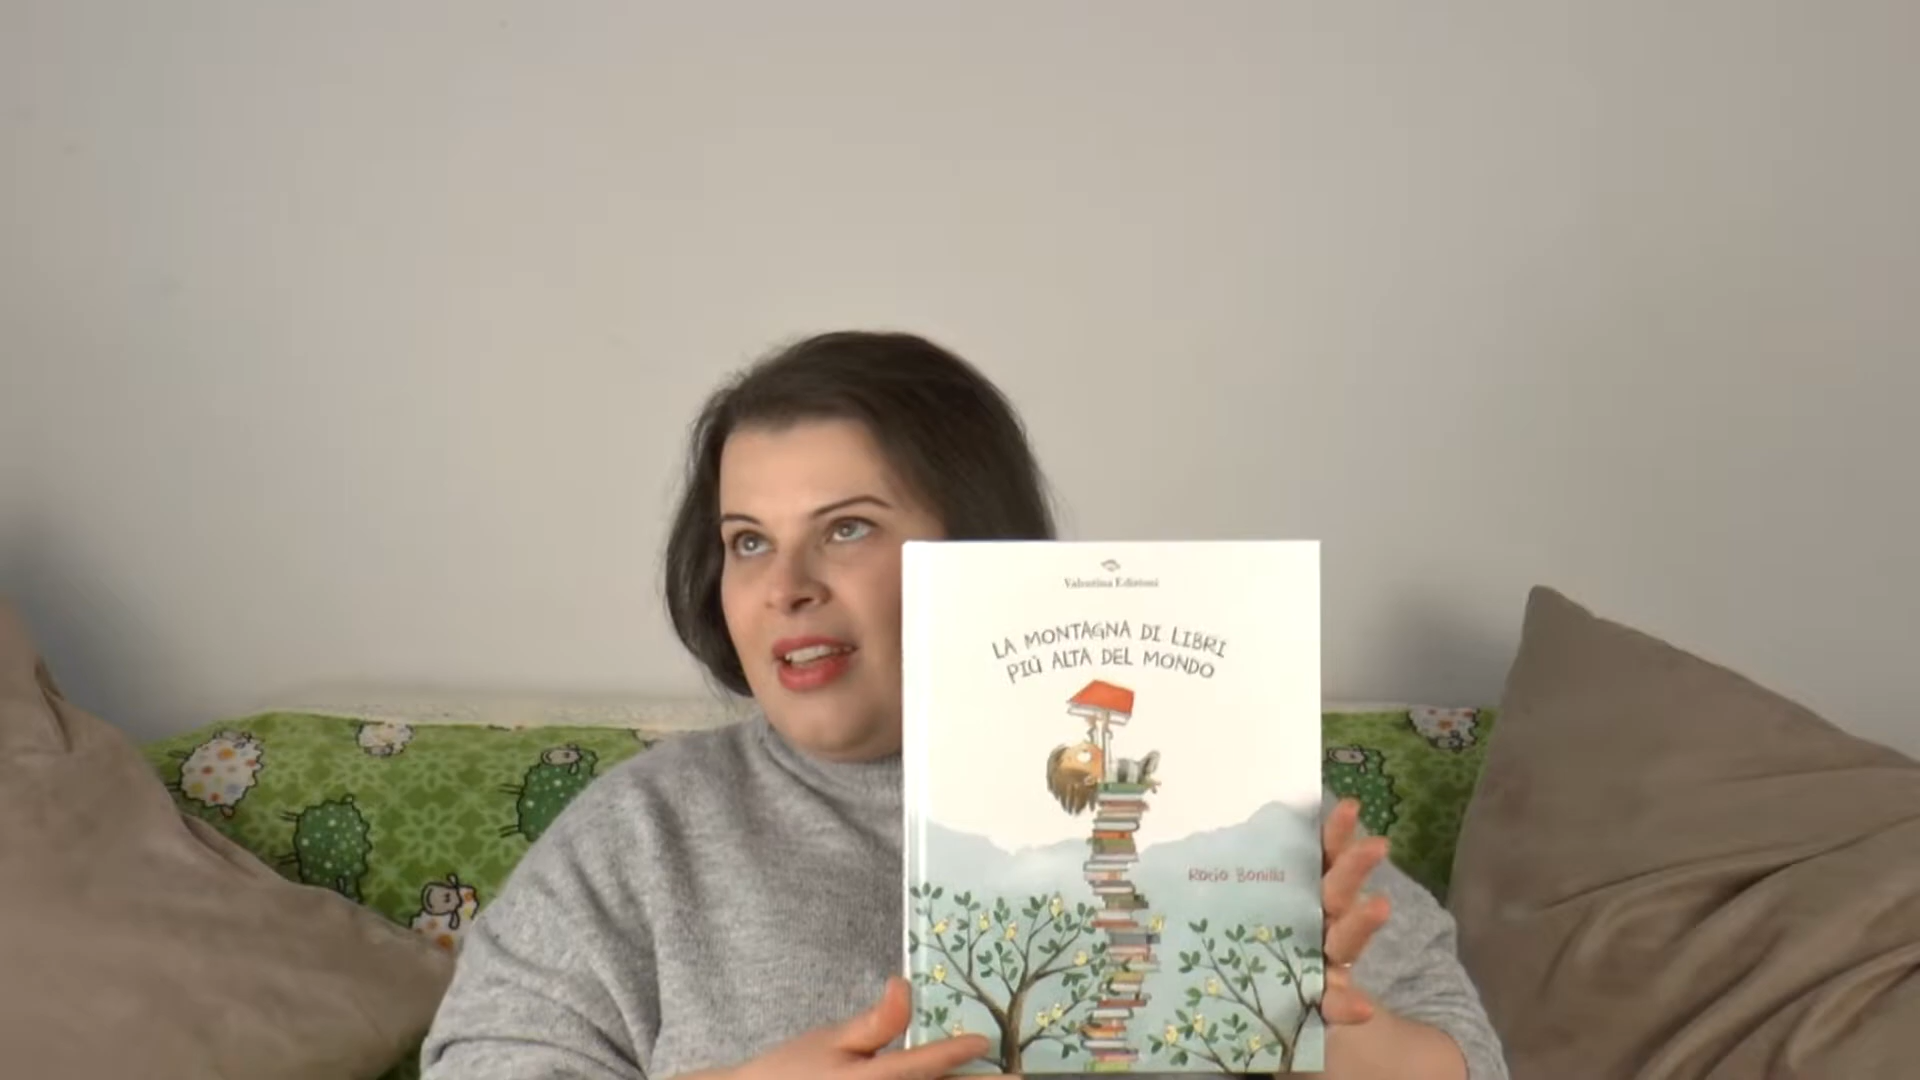 Valentina Edizioni
LA MONTAGNA DI LIBRI
PIÙ ALTA DEL MONDO
Rocio Bonilla